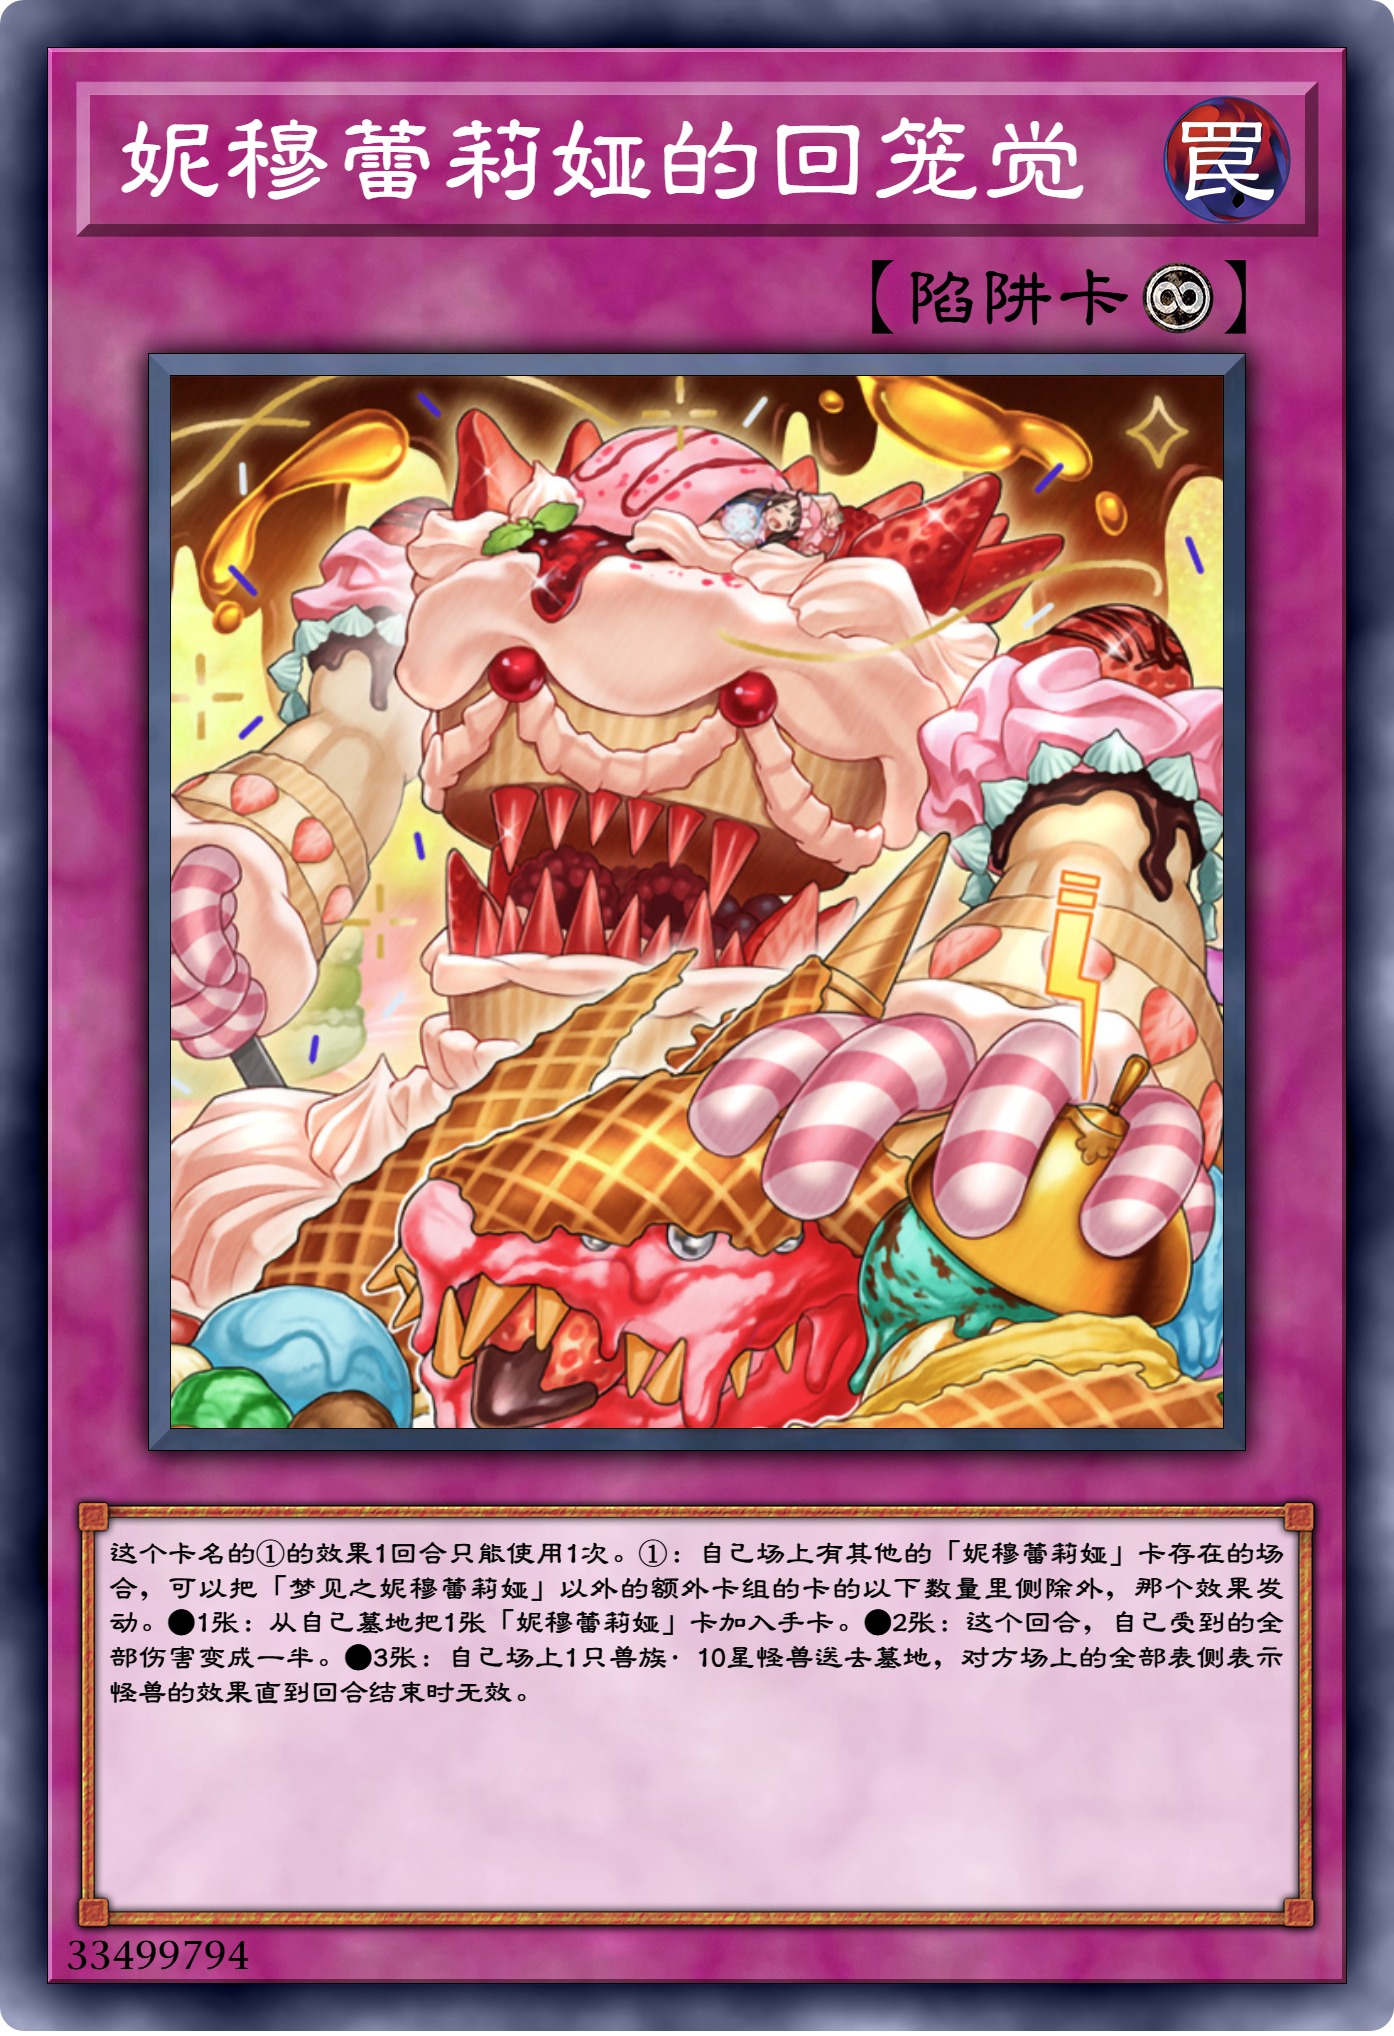 妮穆蕾莉娅的回笼觉
罠
【陷阱卡】
这个卡名的①的效果1回合只能使用1次。①：自己场上有其他的「妮穆蕾莉娅」卡存在的场
合，可以把「梦见之妮穆蕾莉娅」以外的额外卡组的卡的以下数量里侧除外，那个效果发
动。●1张：从自己墓地把1张「妮穆蕾莉娅」卡加入手卡。●2张：这个回合，自己受到的全
部伤害变成一半。●3张：自己场上1只兽族·10星怪兽送去墓地，对方场上的全部表侧表示
怪兽的效果直到回合结束时无效。
33499794